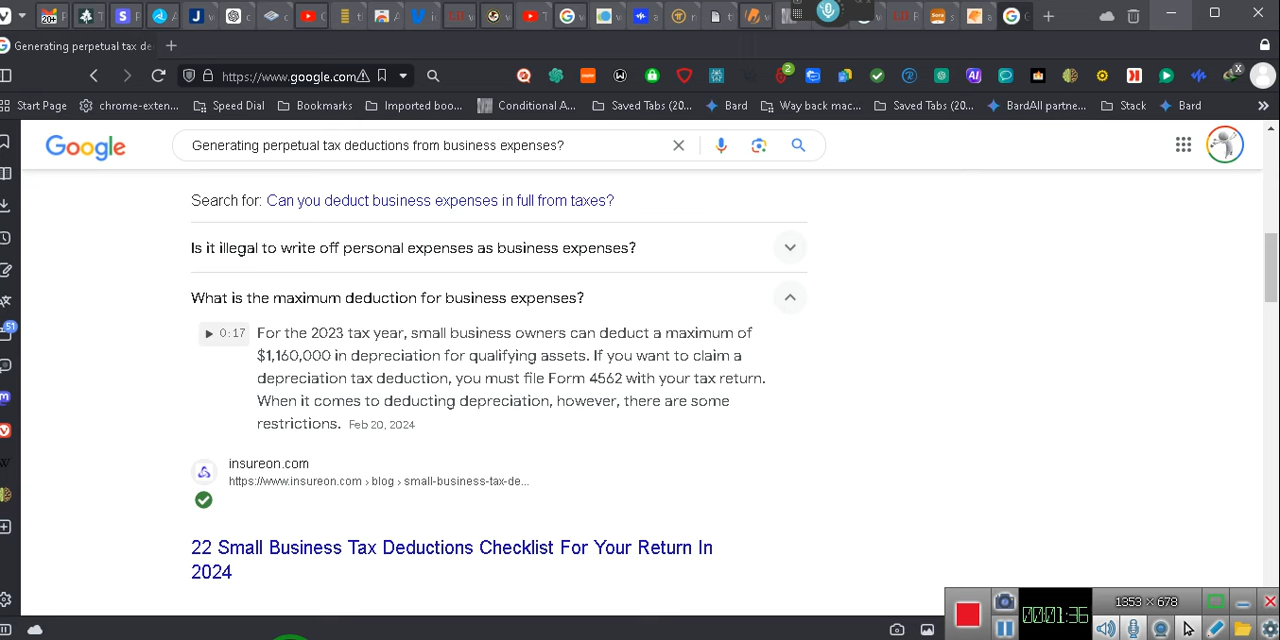 Generating perpetual tax de
https://www.google.com
Start Page
chrome-exten...
Speed Dial
Bookmarks
Imported boo...
Conditional A...
Saved Tabs (20...
Bard
Way back mac...
Saved Tabs (20...
BardAll partne...
Stack
Bard
Google
Generating perpetual tax deductions from business expenses?
Search for: Can you deduct business expenses in full from taxes?
Is it illegal to write off personal expenses as business expenses?
What is the maximum deduction for business expenses?
0:17
For the 2023 tax year, small business owners can deduct a maximum of
$1,160,000 in depreciation for qualifying assets. If you want to claim a
depreciation tax deduction, you must file Form 4562 with your tax return.
When it comes to deducting depreciation, however, there are some
restrictions. Feb 20, 2024
insureon.com
https://www.insureon.com › blog › small-business-tax-de...
22 Small Business Tax Deductions Checklist For Your Return In
2024
1353 × 678
00:01:36